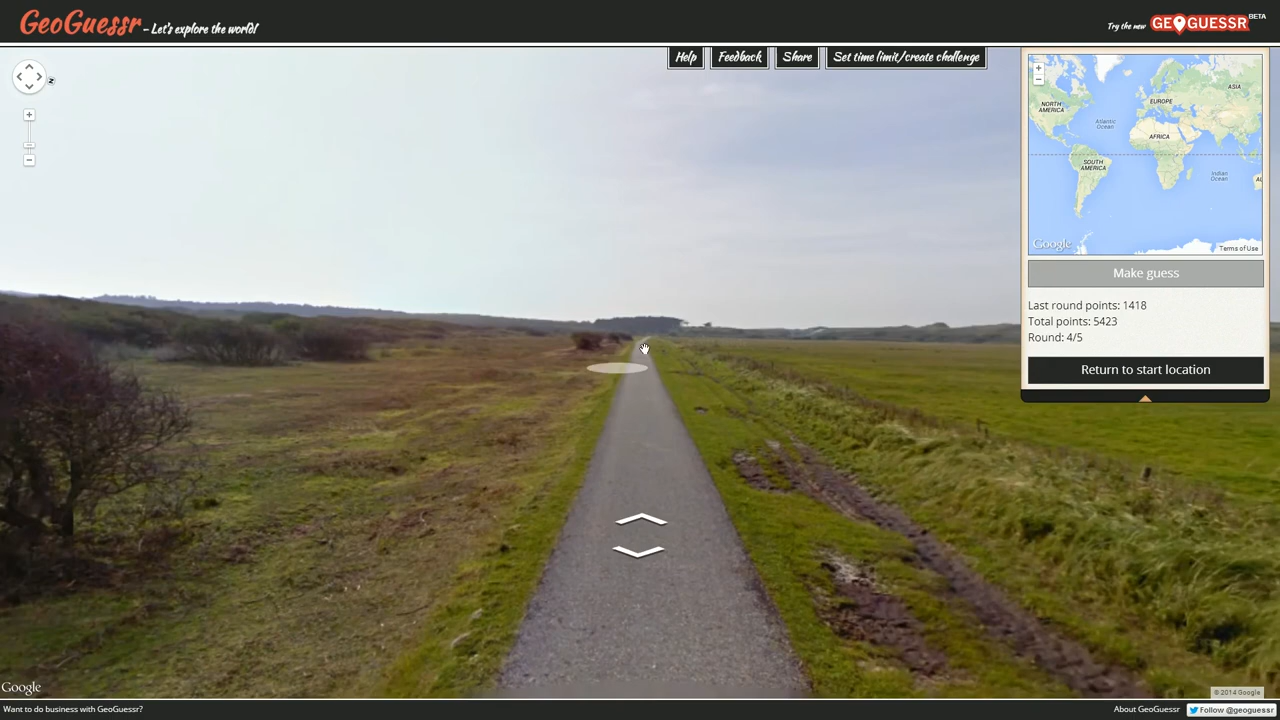 GeoGuessr – Let's explore the world!
Try the new GEOGUESSR BETA
Help
Feedback
Share
Set time limit/create challenge
N
NORTH AMERICA
Atlantic Ocean
EUROPE
ASIA
AFRICA
SOUTH AMERICA
Indian Ocean
AU
Google
Terms of Use
Make guess
Last round points: 1418
Total points: 5423
Round: 4/5
Return to start location
Google
© 2014 Google
Want to do business with GeoGuessr?
About GeoGuessr
Follow @geoguessr